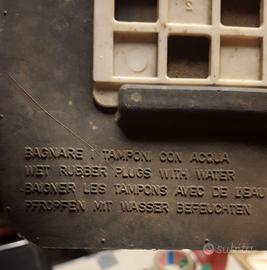 2
BAGNARE I TAMPONI CON ACQUA
WET RUBBER PLUGS WITH WATER
BAIGNER LES TAMPONS AVEC DE L'EAU
PFROPFEN MIT WASSER BEFEUCHTEN
subito